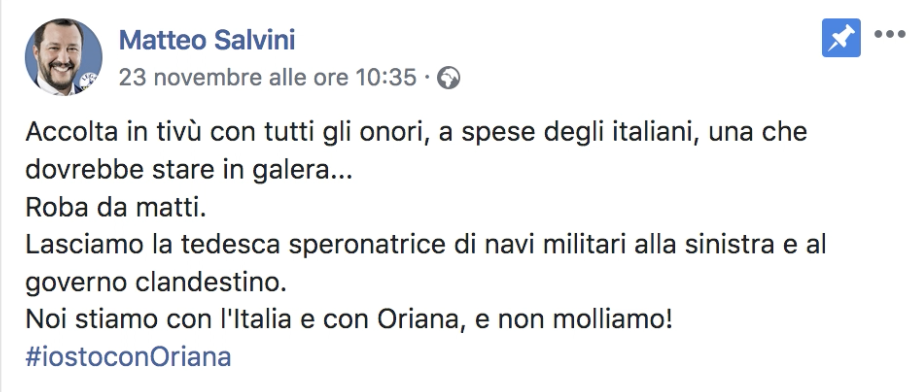 Matteo Salvini
23 novembre alle ore 10:35 ·
Accolta in tivù con tutti gli onori, a spese degli italiani, una che
dovrebbe stare in galera...
Roba da matti.
Lasciamo la tedesca speronatrice di navi militari alla sinistra e al
governo clandestino.
Noi stiamo con l'Italia e con Oriana, e non molliamo!
#iostoconOriana